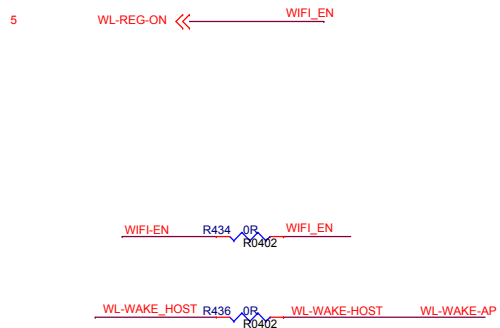 5 WL-REG-ON WIFI_EN
WIFI-EN R434 0R WIFI_EN
R0402
WL-WAKE_HOST R436 0R WL-WAKE-HOST WL-WAKE-AP
R0402